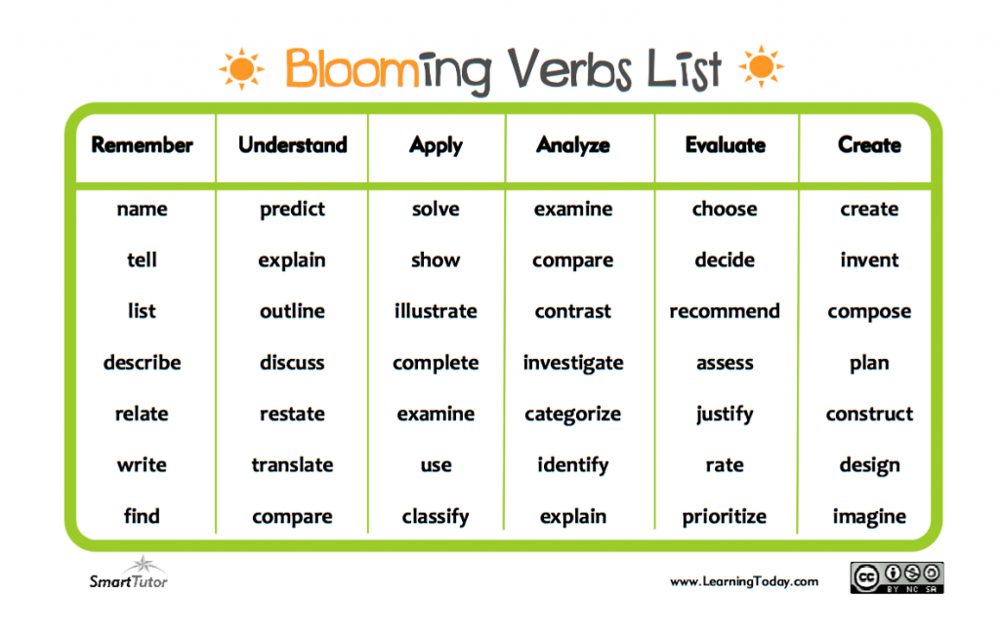 Blooming Verbs List
Remember Understand Apply Analyze Evaluate Create
name predict solve examine choose create
tell explain show compare decide invent
list outline illustrate contrast recommend compose
describe discuss complete investigate assess plan
relate restate examine categorize justify construct
write translate use identify rate design
find compare classify explain prioritize imagine
SmartTutor www.LearningToday.com cc
BY NC SA